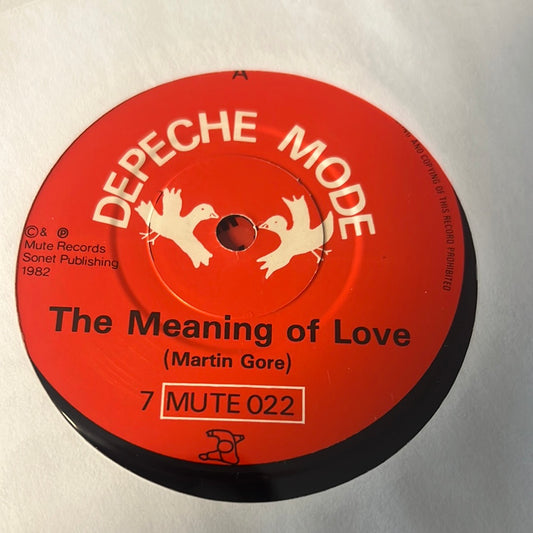 A
DEPECHE MODE
© & ℗
Mute Records
Sonet Publishing
1982
AND COPYING OF THIS RECORD PROHIBITED
The Meaning of Love
(Martin Gore)
7 MUTE 022